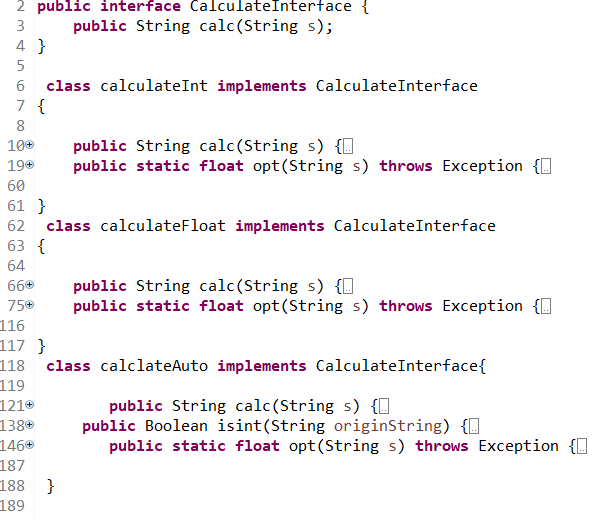 2 public interface CalculateInterface {
3 public String calc(String s);
4 }
5
6 class calculateInt implements CalculateInterface
7 {
8
10 public String calc(String s) {
19 public static float opt(String s) throws Exception {
60
61 }
62 class calculateFloat implements CalculateInterface
63 {
64
66 public String calc(String s) {
75 public static float opt(String s) throws Exception {
116
117 }
118 class calclateAuto implements CalculateInterface{
119
121 public String calc(String s) {
138 public Boolean isint(String originString) {
146 public static float opt(String s) throws Exception {
187
188 }
189